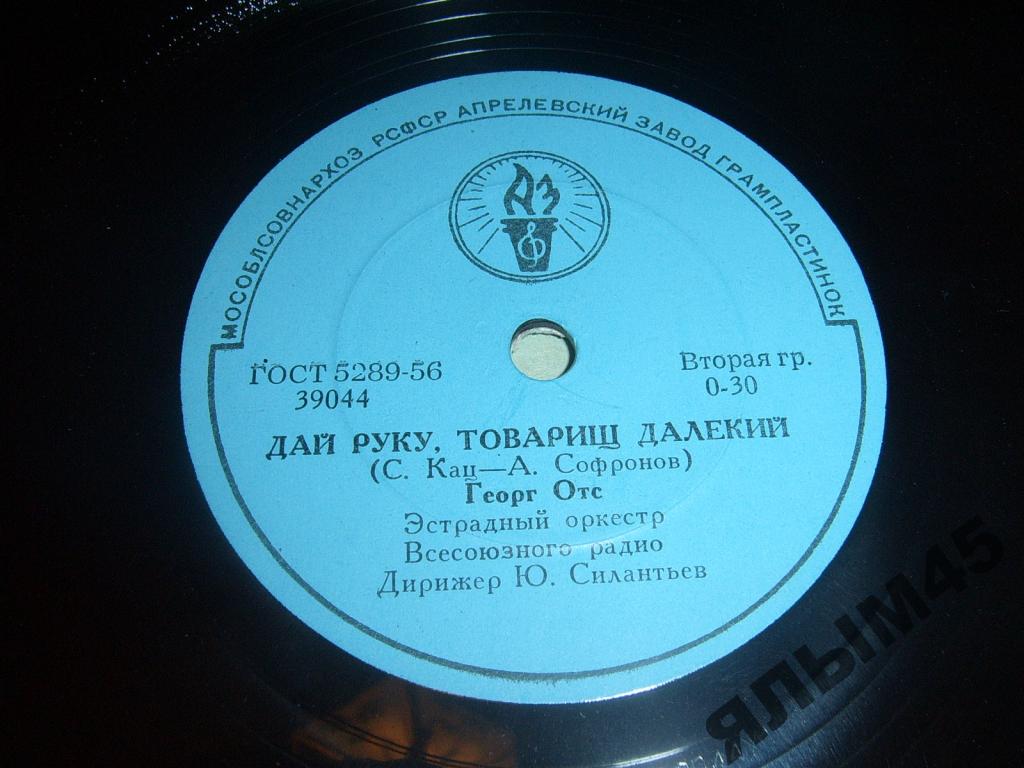 МОСОБЛСОВНАРХОЗ РСФСР АПРЕЛЕВСКИЙ ЗАВОД ГРАМПЛАСТИНОК
АЗ
ГОСТ 5289-56
39044
Вторая гр.
0-30
ДАЙ РУКУ, ТОВАРИЩ ДАЛЕКИЙ
(С. Кац—А. Софронов)
Георг Отс
Эстрадный оркестр
Всесоюзного радио
Дирижер Ю. Силантьев
ЯЛЫМ45